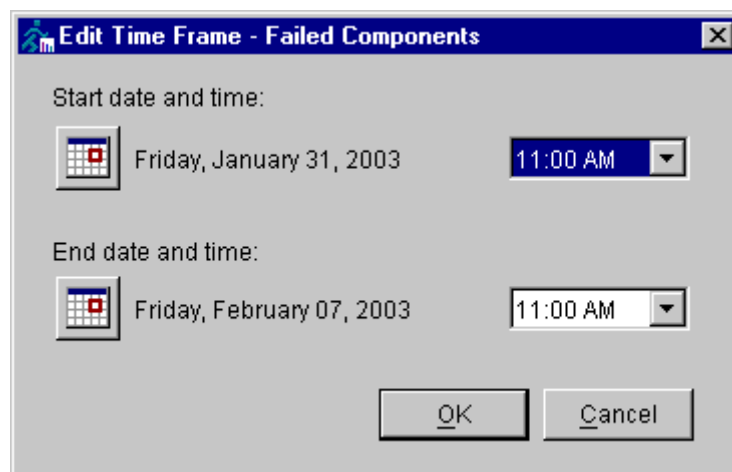 Edit Time Frame - Failed Components
Start date and time:
Friday, January 31, 2003 11:00 AM
End date and time:
Friday, February 07, 2003 11:00 AM
OK Cancel